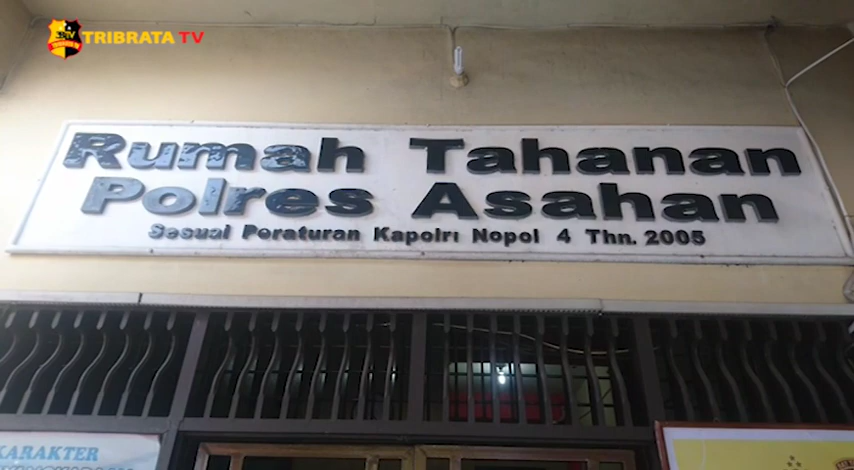 TRIBRATA TV
Rumah Tahanan
Polres Asahan
Sesuai Peraturan Kapolri Nopol 4 Thn. 2005
KARAKTER